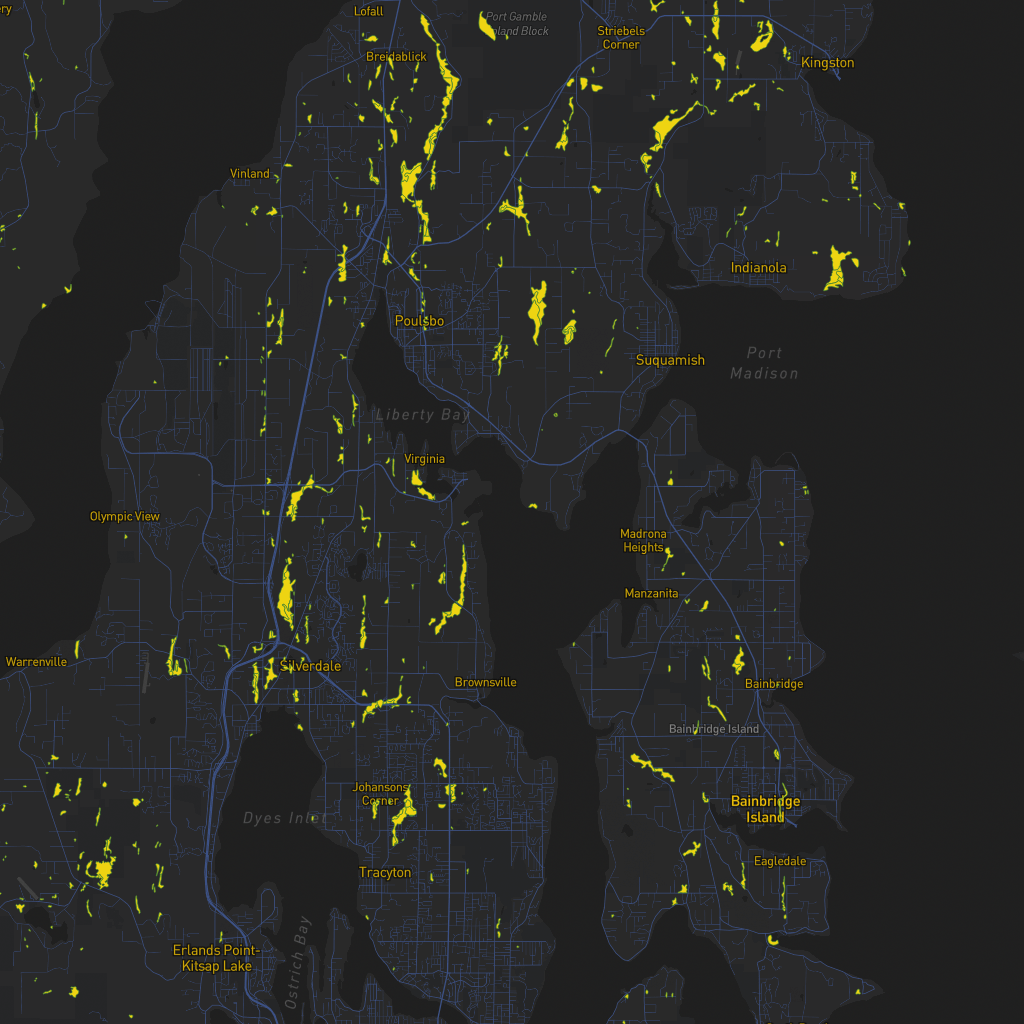 ry
Lofall
Port Gamble
Island Block
Striebels
Corner
Breidablick
Kingston
Vinland
Indianola
Poulsbo
Port
Madison
Suquamish
Liberty Bay
Virginia
Olympic View
Madrona
Heights
Manzanita
Warrenville
Silverdale
Brownsville
Bainbridge
Bainbridge Island
Johansons
Corner
Bainbridge
Island
Dyes Inlet
Eagledale
Tracyton
Erlands Point-
Kitsap Lake
Ostrich Bay